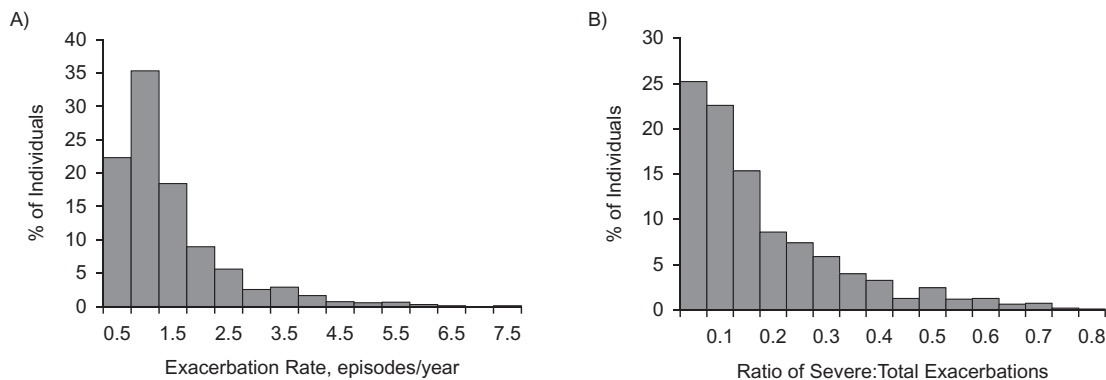 A)
40
35
30
25
20
15
10
5
0
% of Individuals
0.5 1.5 2.5 3.5 4.5 5.5 6.5 7.5
Exacerbation Rate, episodes/year
B)
30
25
20
15
10
5
0
% of Individuals
0.1 0.2 0.3 0.4 0.5 0.6 0.7 0.8
Ratio of Severe:Total Exacerbations